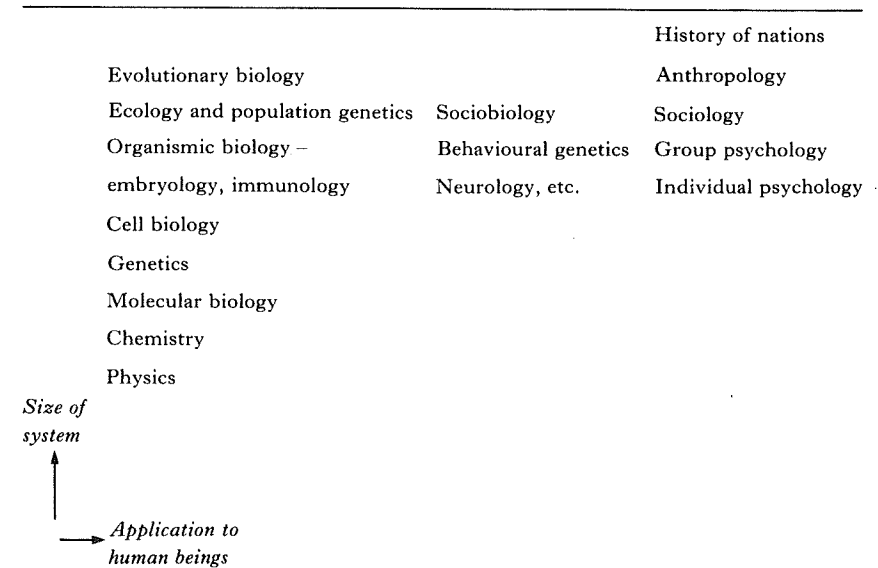 History of nations
Evolutionary biology Anthropology
Ecology and population genetics Sociobiology Sociology
Organismic biology – Behavioural genetics Group psychology
embryology, immunology Neurology, etc. Individual psychology
Cell biology
Genetics
Molecular biology
Chemistry
Physics
Size of
system
Application to
human beings